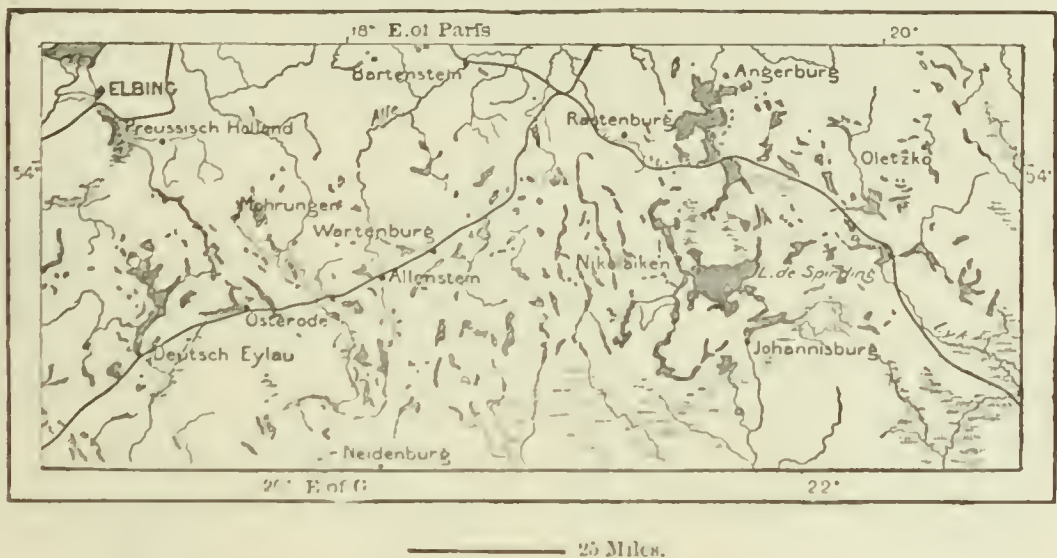 18° E.of Paris
20°
Bartenstein
Angerburg
ELBING
Alle
Preussisch Holland
Rastenburg
Oletzko
54°
54°
Mohrungen
Wartenburg
Nikolaiken
L. de Spirding
Allenstein
Osterode
Deutsch Eylau
Johannisburg
Neidenburg
20° E of G
22°
25 Miles.